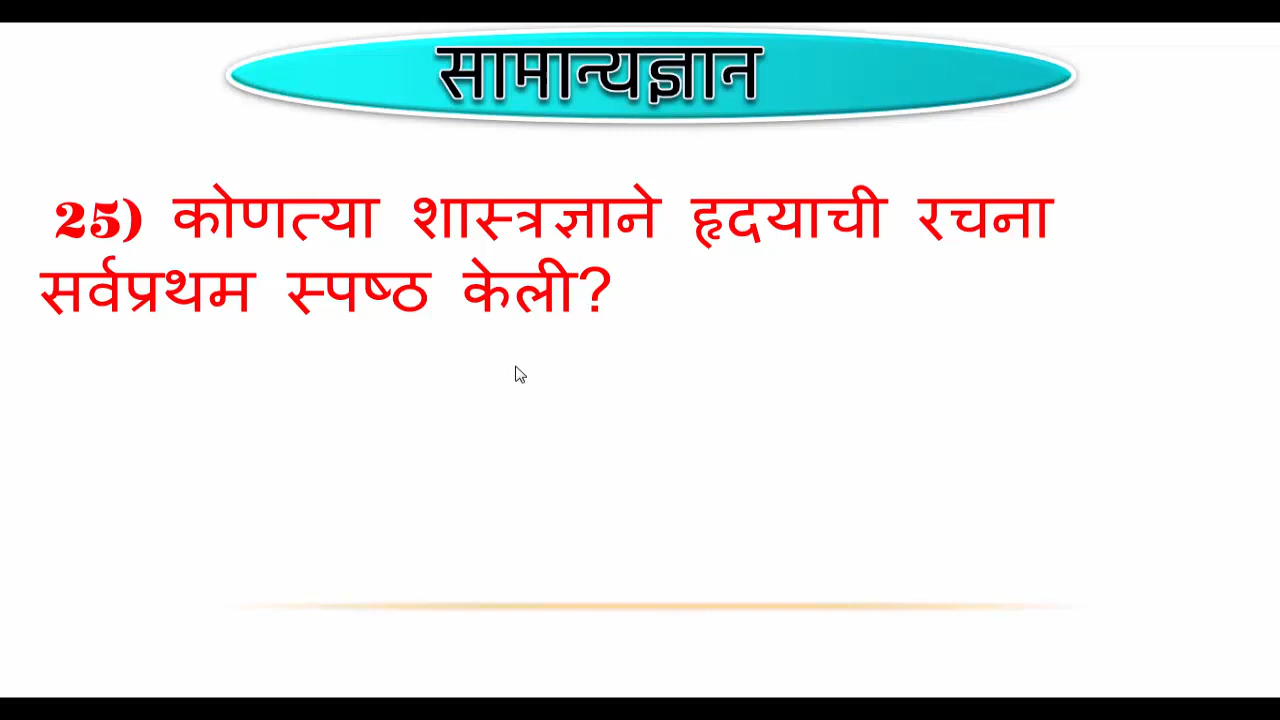 सामान्यज्ञान
25) कोणत्या शास्त्रज्ञाने हृदयाची रचना
सर्वप्रथम स्पष्ठ केली?